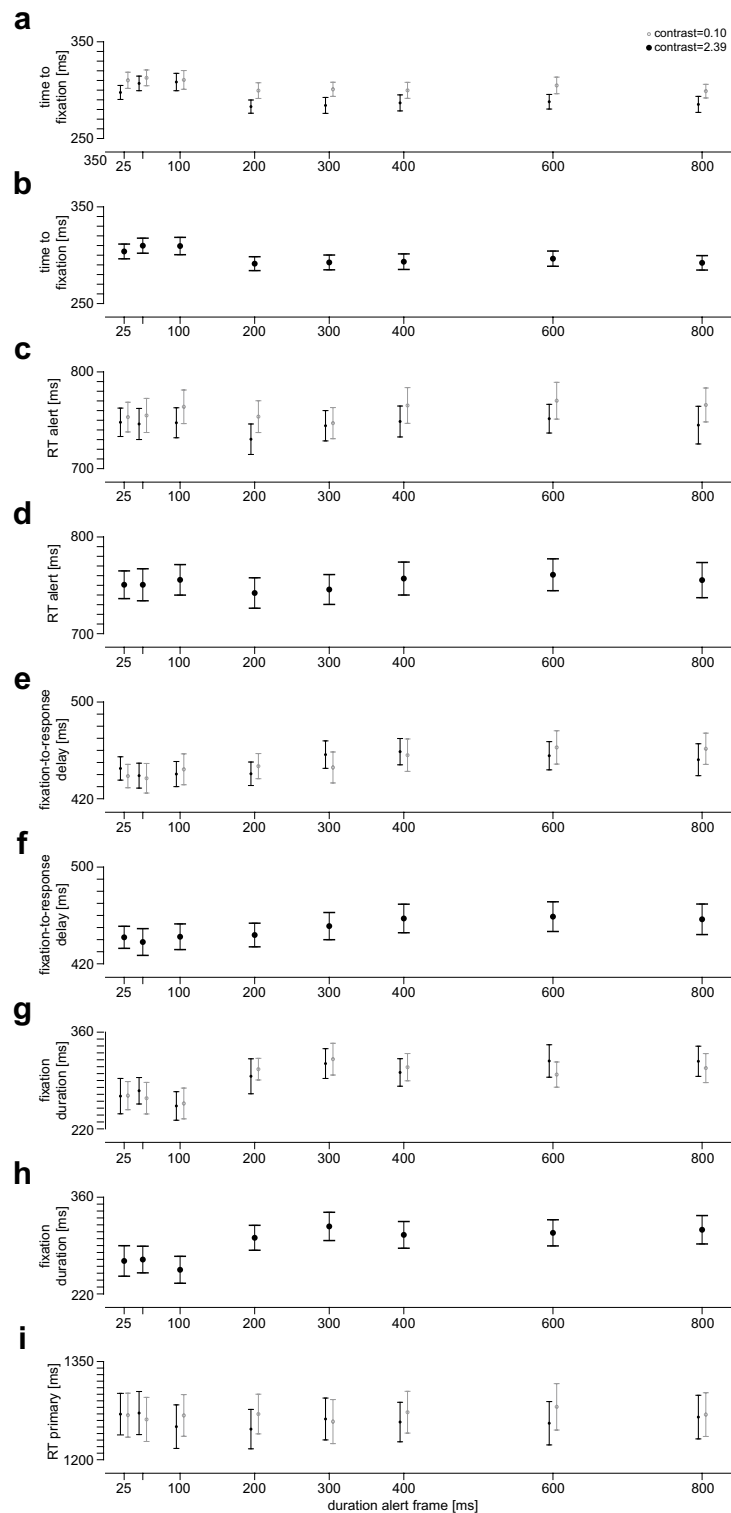 a
contrast=0.10
contrast=2.39
350
time to
fixation [ms]
250
350
25 100 200 300 400 600 800
b
350
time to
fixation [ms]
250
25 100 200 300 400 600 800
c
800
RT alert [ms]
700
25 100 200 300 400 600 800
d
800
RT alert [ms]
700
25 100 200 300 400 600 800
e
500
fixation-to-response
delay [ms]
420
25 100 200 300 400 600 800
f
500
fixation-to-response
delay [ms]
420
25 100 200 300 400 600 800
g
360
fixation
duration [ms]
220
25 100 200 300 400 600 800
h
360
fixation
duration [ms]
220
25 100 200 300 400 600 800
i
1350
RT primary [ms]
1200
25 100 200 300 400 600 800
duration alert frame [ms]